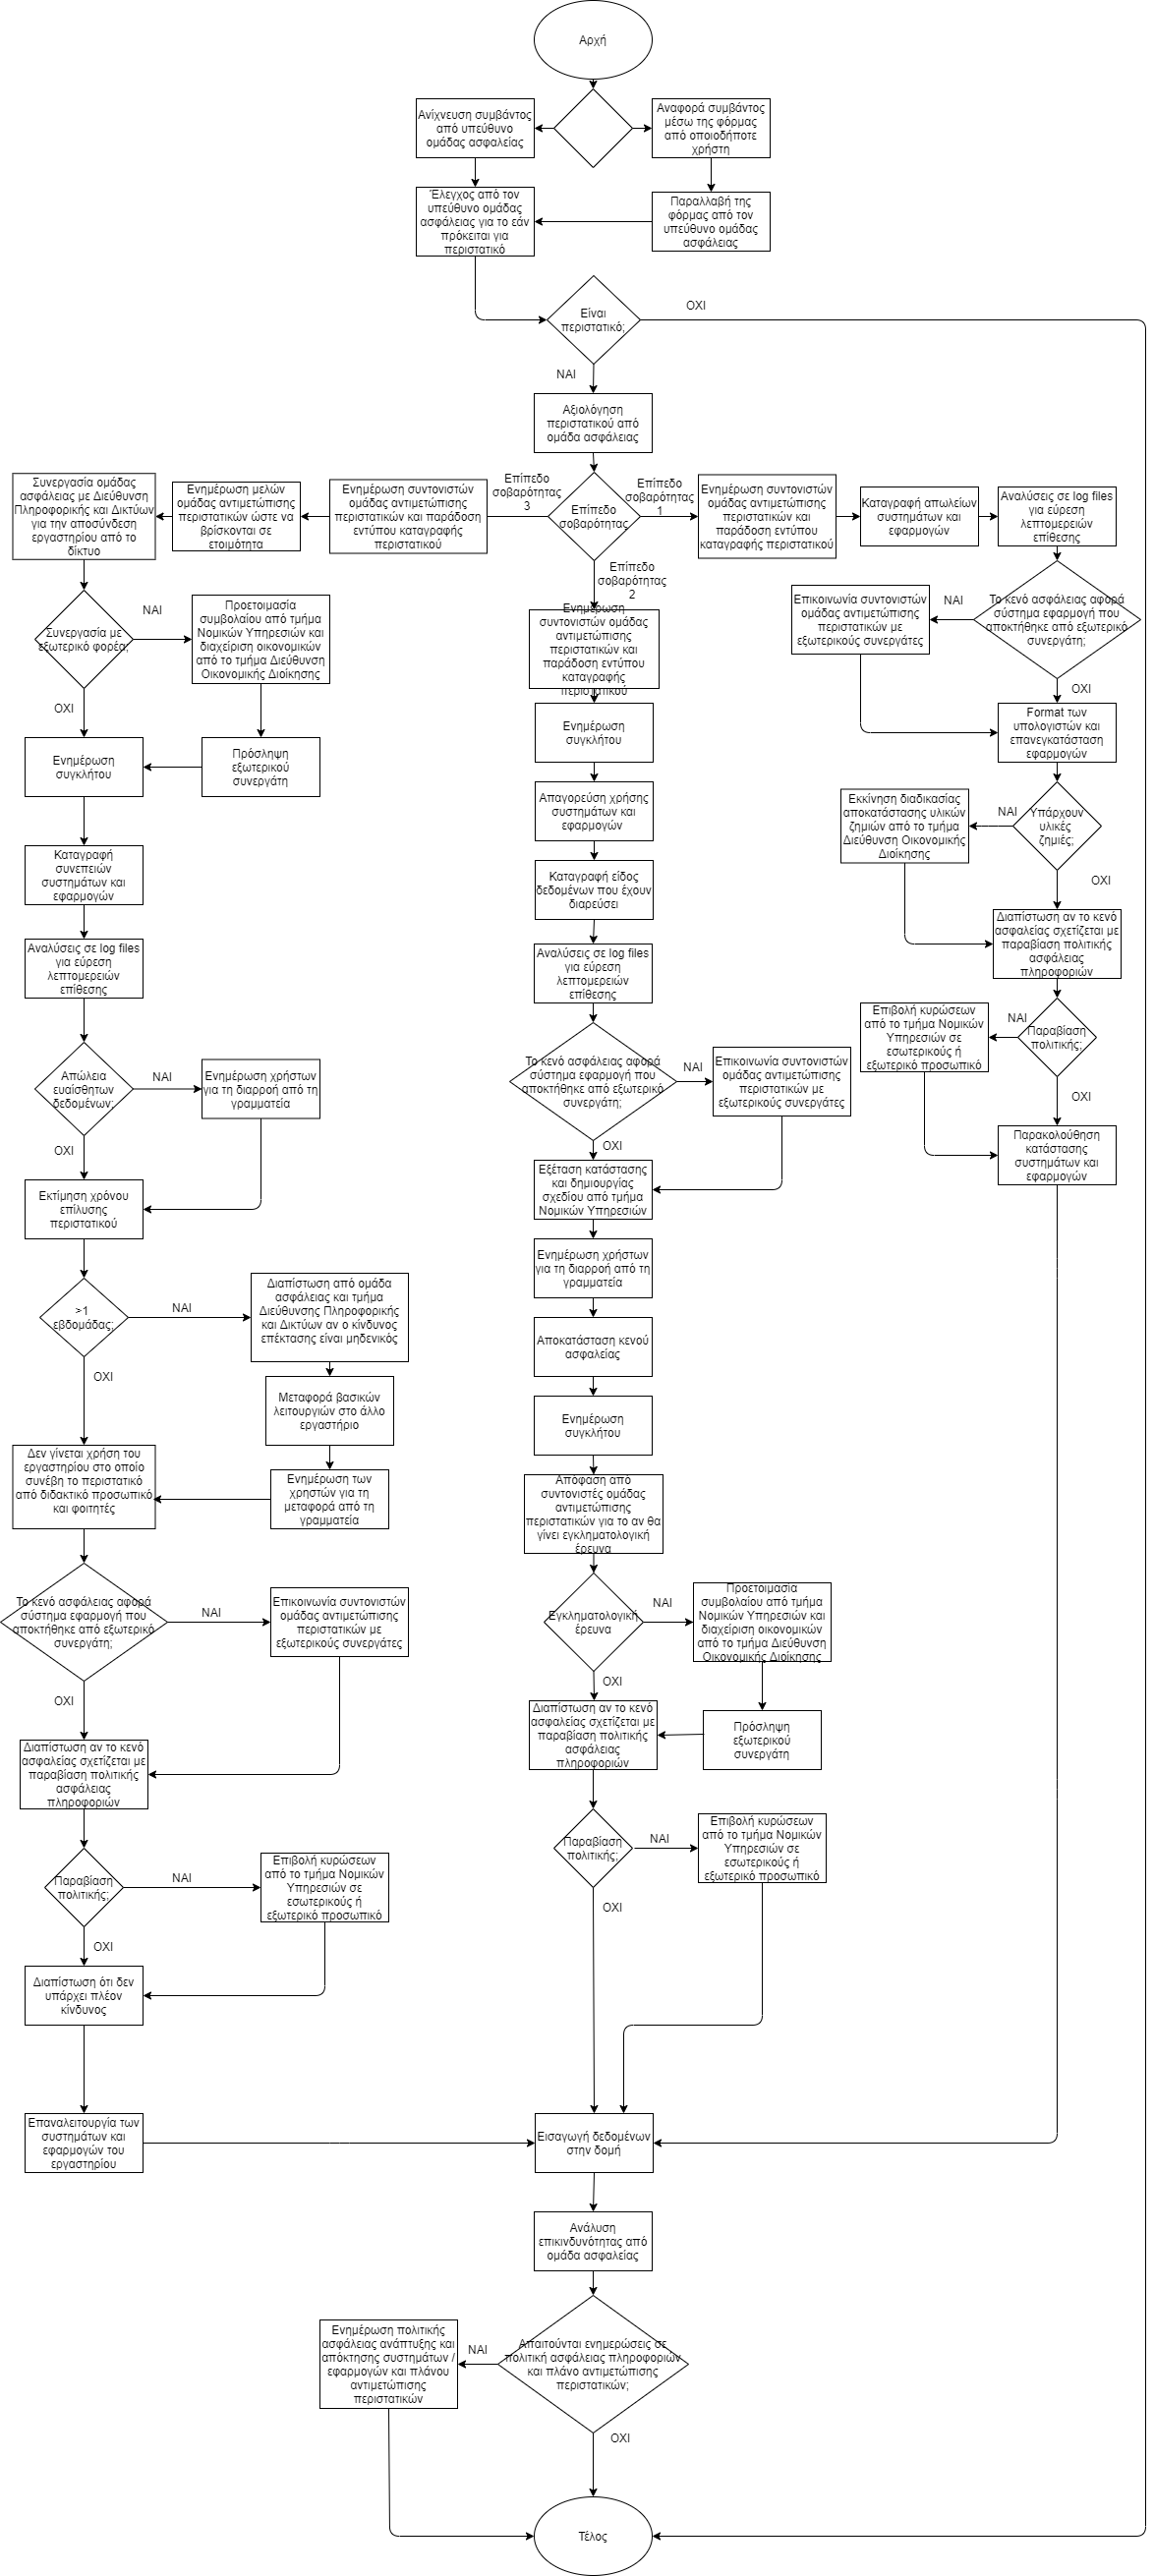 Αρχή
Ανίχνευση συμβάντος
από υπεύθυνο
ομάδας ασφαλείας
Αναφορά συμβάντος
μέσω της φόρμας
από οποιοδήποτε
χρήστη
Έλεγχος από τον
υπεύθυνο ομάδας
ασφάλειας για το εάν
πρόκειται για
περιστατικό
Παραλλαβή της
φόρμας από τον
υπεύθυνο ομάδας
ασφάλειας
Είναι
περιστατικό;
ΟΧΙ
ΝΑΙ
Αξιολόγηση
περιστατικού από
ομάδα ασφάλειας
Επίπεδο
σοβαρότητας
Επίπεδο
σοβαρότητας
3
Επίπεδο
σοβαρότητας
1
Επίπεδο
σοβαρότητας
2
Ενημέρωση συντονιστών
ομάδας αντιμετώπισης
περιστατικών και παράδοση
εντύπου καταγραφής
περιστατικού
Ενημέρωση μελών
ομάδας αντιμετώπισης
περιστατικών ώστε να
βρίσκονται σε
ετοιμότητα
Συνεργασία ομάδας
ασφάλειας με Διεύθυνση
Πληροφορικής και Δικτύων
για την αποσύνδεση
εργαστηρίου από το
δίκτυο
Συνεργασία με
εξωτερικό φορέα;
ΝΑΙ
Προετοιμασία
συμβολαίου από τμήμα
Νομικών Υπηρεσιών και
διαχείριση οικονομικών
από το τμήμα Διεύθυνση
Οικονομικής Διοίκησης
ΟΧΙ
Πρόσληψη
εξωτερικού
συνεργάτη
Ενημέρωση
συγκλήτου
Καταγραφή
συνεπειών
συστημάτων και
εφαρμογών
Αναλύσεις σε log files
για εύρεση
λεπτομερειών
επίθεσης
Απώλεια
ευαίσθητων
δεδομένων;
ΝΑΙ
Ενημέρωση χρήστων
για τη διαρροή από τη
γραμματεία
ΟΧΙ
Εκτίμηση χρόνου
επίλυσης
περιστατικού
>1
εβδομάδας;
ΝΑΙ
Διαπίστωση από ομάδα
ασφάλειας και τμήμα
Διεύθυνσης Πληροφορικής
και Δικτύων αν ο κίνδυνος
επέκτασης είναι μηδενικός
ΟΧΙ
Μεταφορά βασικών
λειτουργιών στο άλλο
εργαστήριο
Ενημέρωση των
χρηστών για τη
μεταφορά από τη
γραμματεία
Δεν γίνεται χρήση του
εργαστηρίου στο οποίο
συνέβη το περιστατικό
από διδακτικό προσωπικό
και φοιτητές
Το κενό ασφάλειας αφορά
σύστημα εφαρμογή που
αποκτήθηκε από εξωτερικό
συνεργάτη;
ΝΑΙ
Επικοινωνία συντονιστών
ομάδας αντιμετώπισης
περιστατικών με
εξωτερικούς συνεργάτες
ΟΧΙ
Διαπίστωση αν το κενό
ασφαλείας σχετίζεται με
παραβίαση πολιτικής
ασφάλειας
πληροφοριών
Παραβίαση
πολιτικής;
ΝΑΙ
Επιβολή κυρώσεων
από το τμήμα Νομικών
Υπηρεσιών σε
εσωτερικούς ή
εξωτερικό προσωπικό
ΟΧΙ
Διαπίστωση ότι δεν
υπάρχει πλέον
κίνδυνος
Επαναλειτουργία των
συστημάτων και
εφαρμογών του
εργαστηρίου
Ενημέρωση
συντονιστών ομάδας
αντιμετώπισης
περιστατικών και
παράδοση εντύπου
καταγραφής
περιστατικού
Ενημέρωση
συγκλήτου
Απαγορεύση χρήσης
συστημάτων και
εφαρμογών
Καταγραφή είδος
δεδομένων που έχουν
διαρεύσει
Αναλύσεις σε log files
για εύρεση
λεπτομερειών
επίθεσης
Το κενό ασφάλειας αφορά
σύστημα εφαρμογή που
αποκτήθηκε από εξωτερικό
συνεργάτη;
ΝΑΙ
Επικοινωνία συντονιστών
ομάδας αντιμετώπισης
περιστατικών με
εξωτερικούς συνεργάτες
ΟΧΙ
Εξέταση κατάστασης
και δημιουργίας
σχεδίου από τμήμα
Νομικών Υπηρεσιών
Ενημέρωση χρήστων
για τη διαρροή από τη
γραμματεία
Αποκατάσταση κενού
ασφαλείας
Ενημέρωση
συγκλήτου
Απόφαση από
συντονιστές ομάδας
αντιμετώπισης
περιστατικών για το αν θα
γίνει εγκληματολογική
έρευνα
Εγκληματολογική
έρευνα
ΝΑΙ
Προετοιμασία
συμβολαίου από τμήμα
Νομικών Υπηρεσιών και
διαχείριση οικονομικών
από το τμήμα Διεύθυνση
Οικονομικής Διοίκησης
ΟΧΙ
Πρόσληψη
εξωτερικού
συνεργάτη
Διαπίστωση αν το κενό
ασφαλείας σχετίζεται με
παραβίαση πολιτικής
ασφάλειας
πληροφοριών
Παραβίαση
πολιτικής;
ΝΑΙ
Επιβολή κυρώσεων
από το τμήμα Νομικών
Υπηρεσιών σε
εσωτερικούς ή
εξωτερικό προσωπικό
ΟΧΙ
Ενημέρωση συντονιστών
ομάδας αντιμετώπισης
περιστατικών και
παράδοση εντύπου
καταγραφής περιστατικού
Καταγραφή απωλείων
συστημάτων και
εφαρμογών
Αναλύσεις σε log files
για εύρεση
λεπτομερειών
επίθεσης
Το κενό ασφάλειας αφορά
σύστημα εφαρμογή που
αποκτήθηκε από εξωτερικό
συνεργάτη;
ΝΑΙ
Επικοινωνία συντονιστών
ομάδας αντιμετώπισης
περιστατικών με
εξωτερικούς συνεργάτες
ΟΧΙ
Format των
υπολογιστών και
επανεγκατάσταση
εφαρμογών
Υπάρχουν
υλικές
ζημιές;
ΝΑΙ
Εκκίνηση διαδικασίας
αποκατάστασης υλικών
ζημιών από το τμήμα
Διεύθυνση Οικονομικής
Διοίκησης
ΟΧΙ
Διαπίστωση αν το κενό
ασφαλείας σχετίζεται με
παραβίαση πολιτικής
ασφάλειας
πληροφοριών
Παραβίαση
πολιτικής;
ΝΑΙ
Επιβολή κυρώσεων
από το τμήμα Νομικών
Υπηρεσιών σε
εσωτερικούς ή
εξωτερικό προσωπικό
ΟΧΙ
Παρακολούθηση
κατάστασης
συστημάτων και
εφαρμογών
Εισαγωγή δεδομένων
στην δομή
Ανάλυση
επικινδυνότητας από
ομάδα ασφαλείας
Απαιτούνται ενημερώσεις σε
πολιτική ασφάλειας πληροφοριών
και πλάνο αντιμετώπισης
περιστατικών;
ΝΑΙ
Ενημέρωση πολιτικής
ασφάλειας ανάπτυξης και
απόκτησης συστημάτων /
εφαρμογών και πλάνου
αντιμετώπισης
περιστατικών
ΟΧΙ
Τέλος